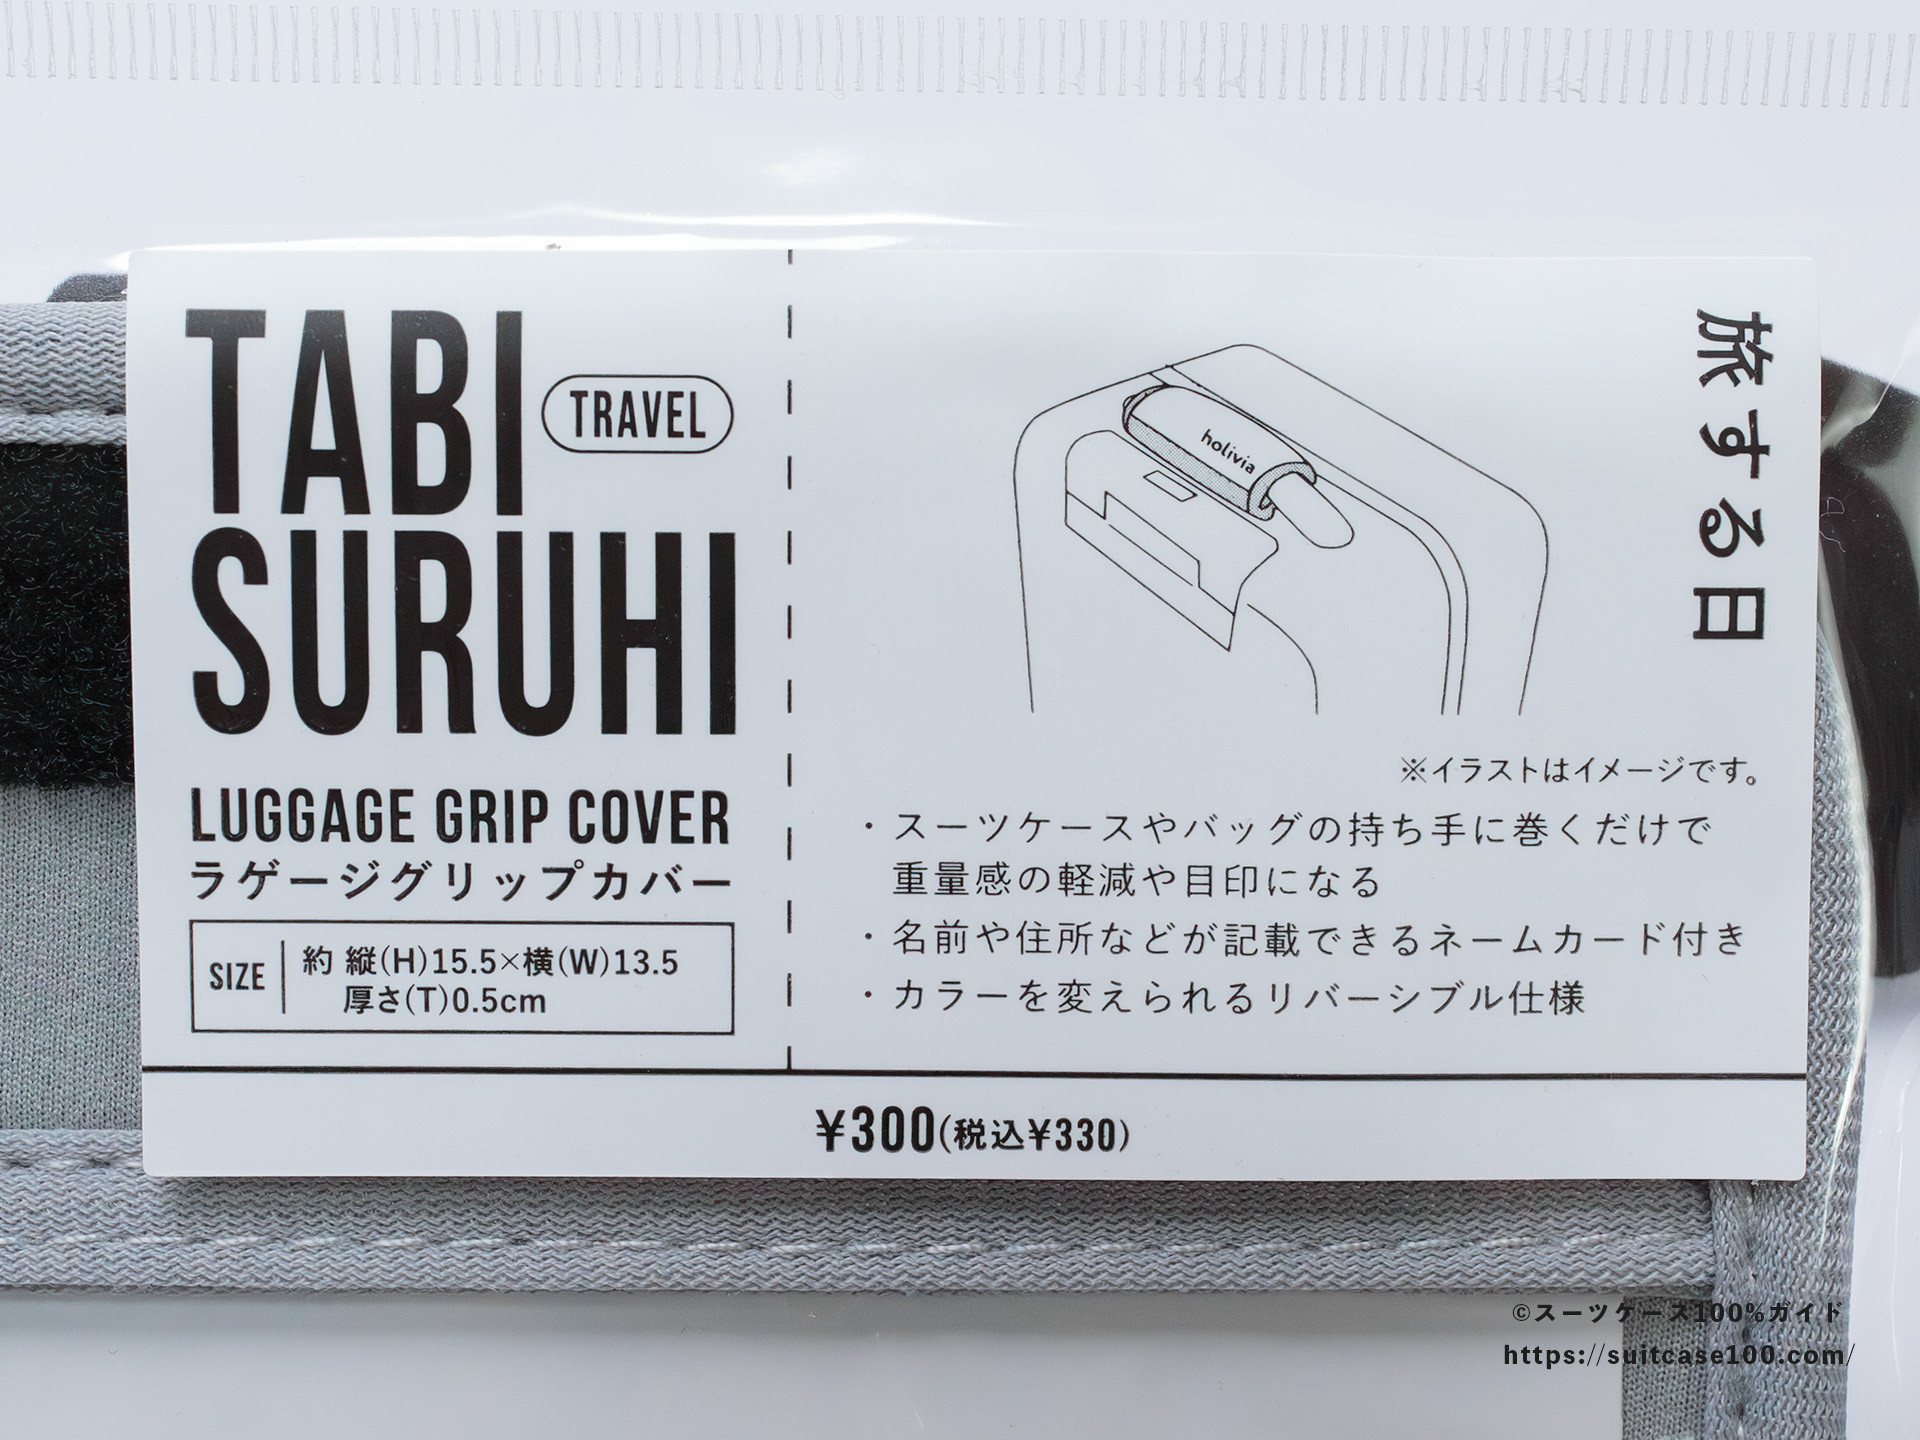 TABI
TRAVEL
SURUHI
LUGGAGE GRIP COVER
ラゲージグリップカバー
SIZE
約 縦(H)15.5×横(W)13.5
厚さ(T)0.5cm
旅する日
holivia
※イラストはイメージです。
・スーツケースやバッグの持ち手に巻くだけで
重量感の軽減や目印になる
・名前や住所などが記載できるネームカード付き
・カラーを変えられるリバーシブル仕様
¥300(税込¥330)
©スーツケース100%ガイド
https://suitcase100.com/